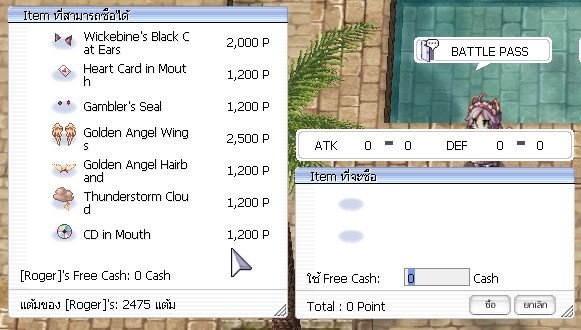 Item ที่สามารถซื้อได้
Wickebine's Black C
at Ears
2,000 P
Heart Card in Mout
h
1,200 P
Gambler's Seal
1,200 P
Golden Angel Wing
s
2,500 P
Golden Angel Hairb
and
1,200 P
Thunderstorm Clou
d
1,200 P
CD in Mouth
1,200 P
[Roger]'s Free Cash: 0 Cash
แต้มของ [Roger]'s: 2475 แต้ม
BATTLE PASS
ATK 0 = 0 DEF 0 = 0
Item ที่จะซื้อ
ใช้ Free Cash: 0 Cash
Total : 0 Point
ซื้อ
ยกเลิก